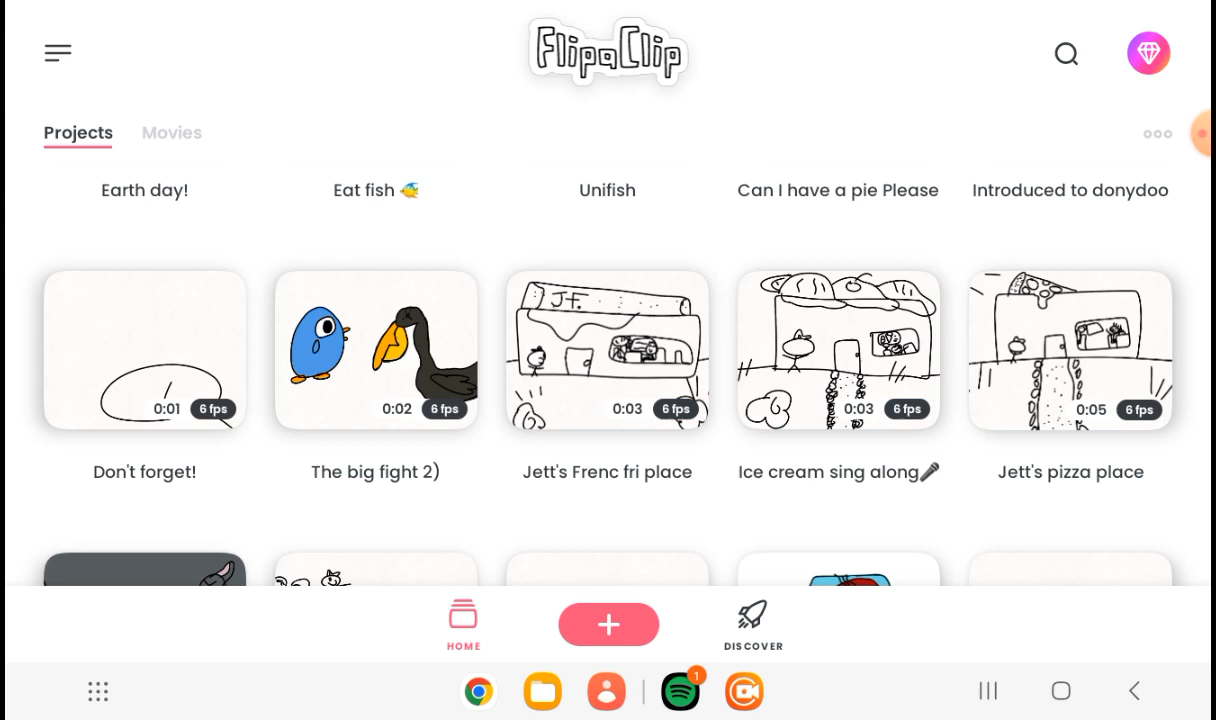 FlipaClip
Projects Movies
Earth day! Eat fish 🐠 Unifish Can I have a pie Please Introduced to donydoo
J+F.
0:01 6 fps 0:02 6 fps 0:03 6 fps 0:03 6 fps 0:05 6 fps
Don't forget! The big fight 2) Jett's Frenc fri place Ice cream sing along🎤 Jett's pizza place
HOME DISCOVER
1